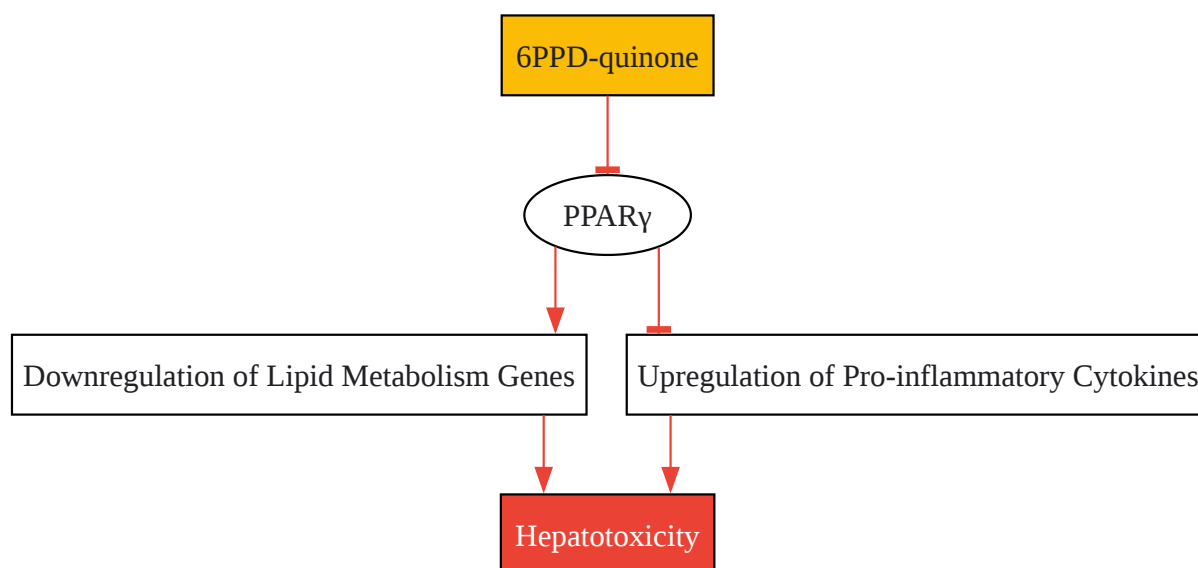 6PPD-quinone
PPARγ
Downregulation of Lipid Metabolism Genes
Upregulation of Pro-inflammatory Cytokines
Hepatotoxicity